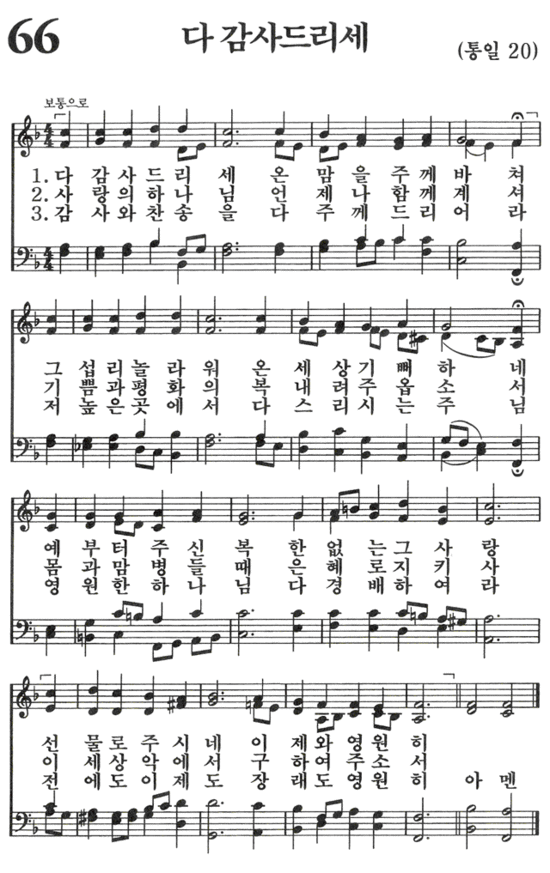 66 다 감사드리세 (통일 20)
보통으로
1. 다 감 사 드 리 세 온 맘 을 주 께 바 쳐
2. 사 랑 의 하 나 님 언 제 나 함 께 계 셔
3. 감 사 와 찬 송 을 다 주 께 드 리 어 라
그 섭 리 놀 라 워 온 세 상 기 뻐 하 네
기 쁨 과 평 화 의 복 내 려 주 옵 소 서
저 높 은 곳 에 서 다 스 리 시 는 주 님
예 부 터 주 신 복 한 없 는 그 사 랑
몸 과 맘 병 들 때 은 혜 로 지 키 사
영 원 한 하 나 님 다 경 배 하 여 라
선 물 로 주 시 네 이 제 와 영 원 히
이 세 상 악 에 서 구 하 여 주 소 서
전 에 도 이 제 도 장 래 도 영 원 히 아 멘